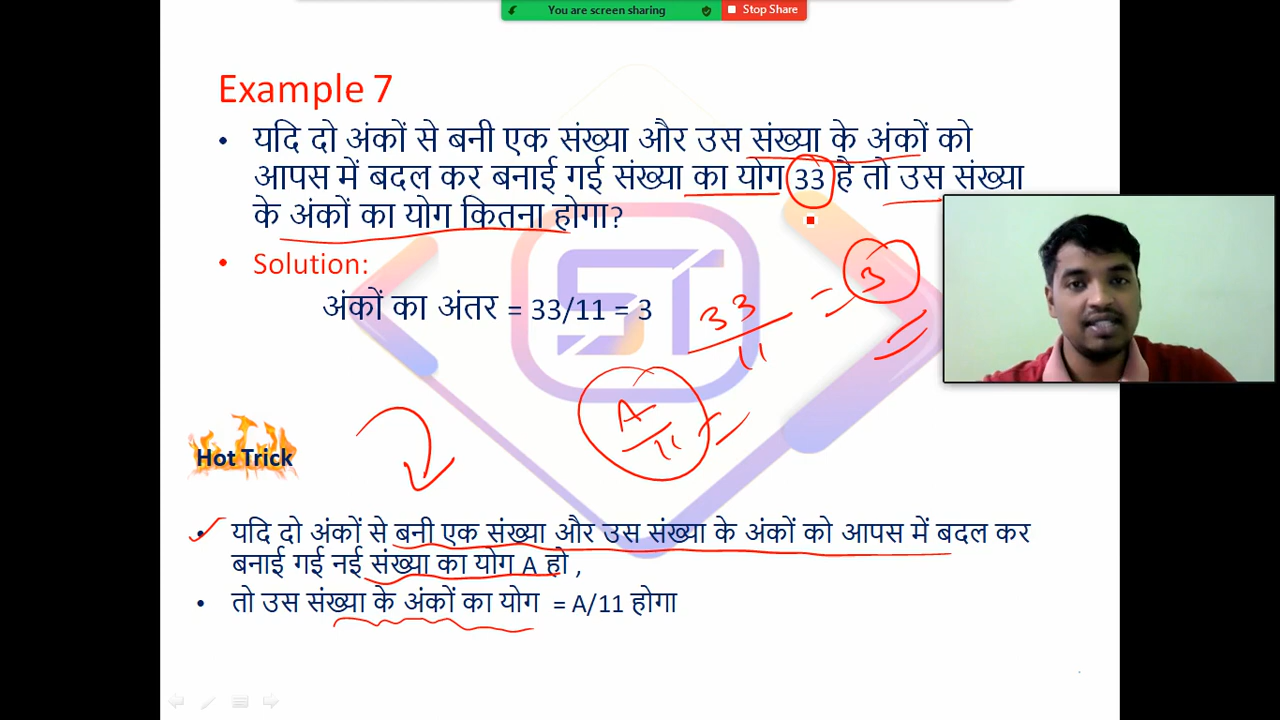 You are screen sharing
Stop Share
Example 7
• यदि दो अंकों से बनी एक संख्या और उस संख्या के अंकों को
आपस में बदल कर बनाई गई संख्या का योग 33 है तो उस संख्या
के अंकों का योग कितना होगा?
• Solution:
अंकों का अंतर = 33/11 = 3
33/11 = 3
A/11 =
Hot Trick
• यदि दो अंकों से बनी एक संख्या और उस संख्या के अंकों को आपस में बदल कर
बनाई गई नई संख्या का योग A हो ,
• तो उस संख्या के अंकों का योग = A/11 होगा
ST